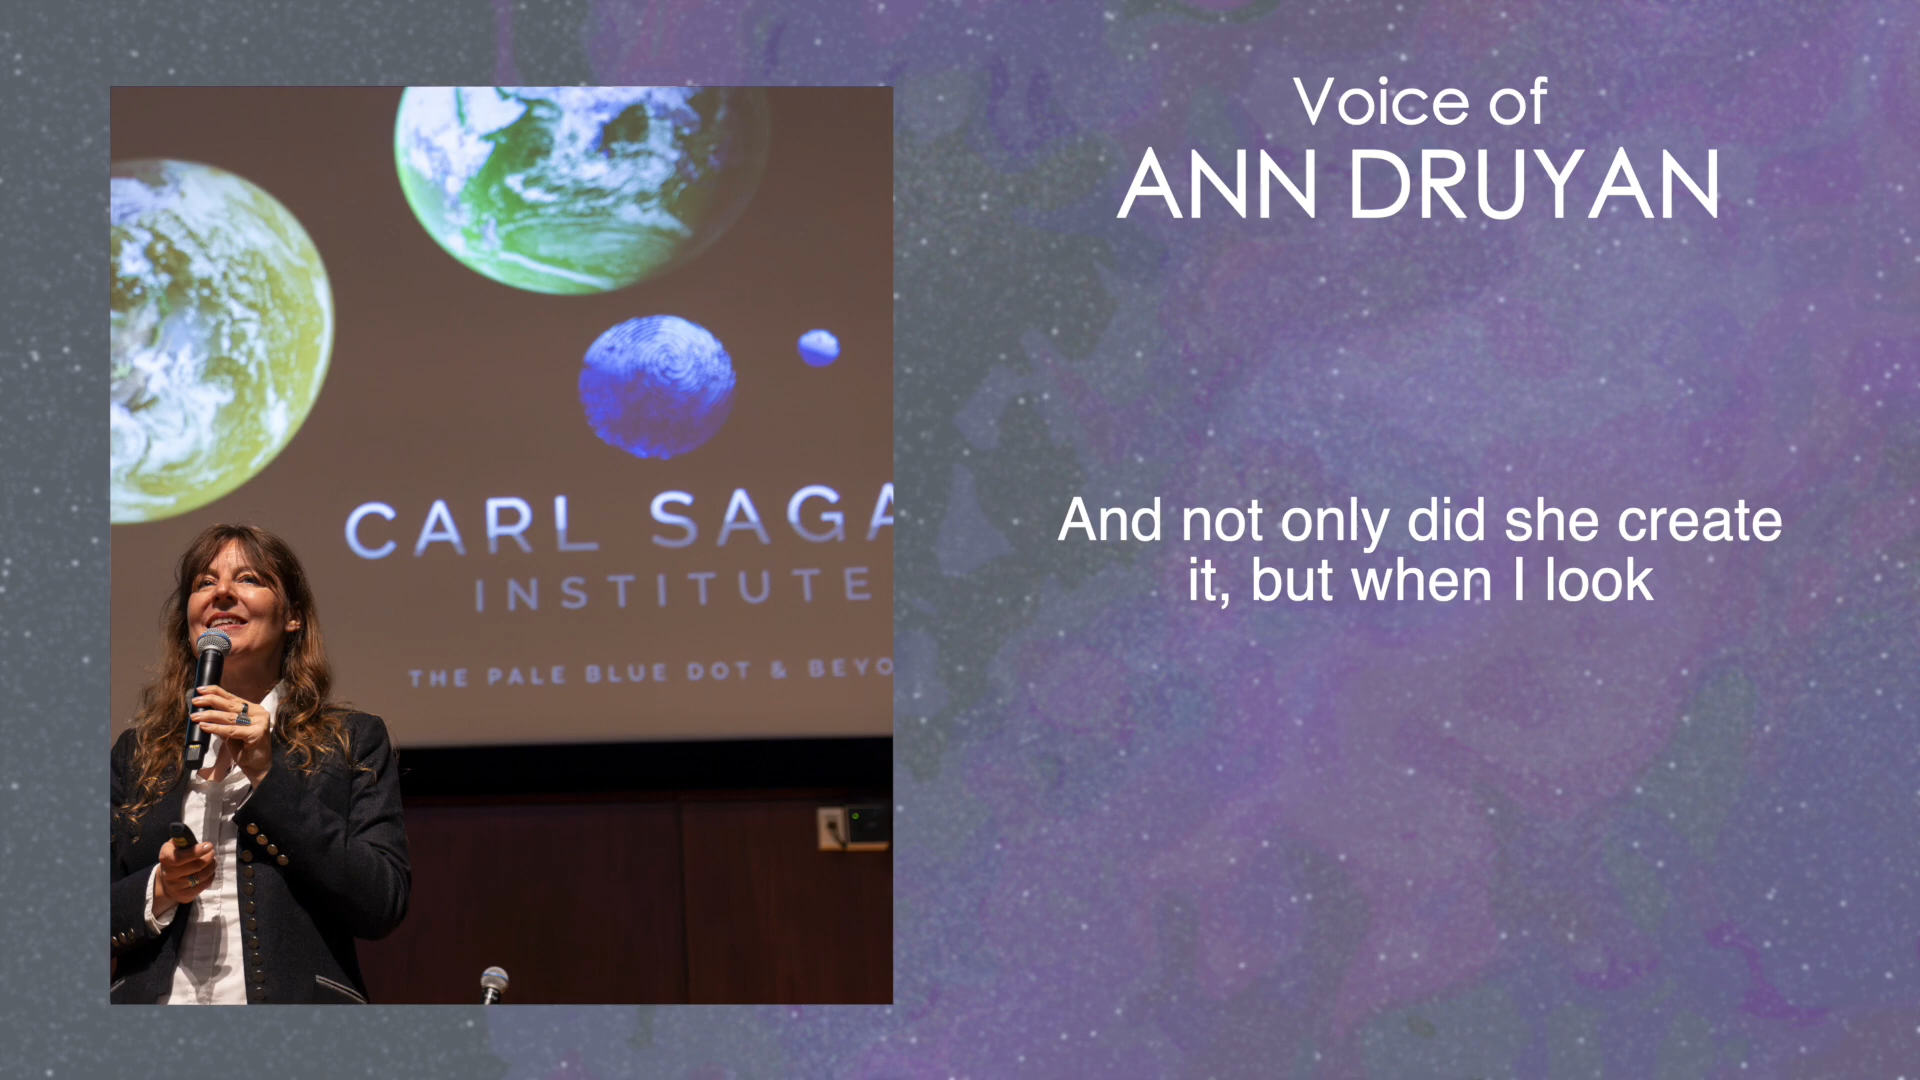 Voice of
ANN DRUYAN
CARL SAGA
INSTITUTE
THE PALE BLUE DOT & BEYO
And not only did she create
it, but when I look